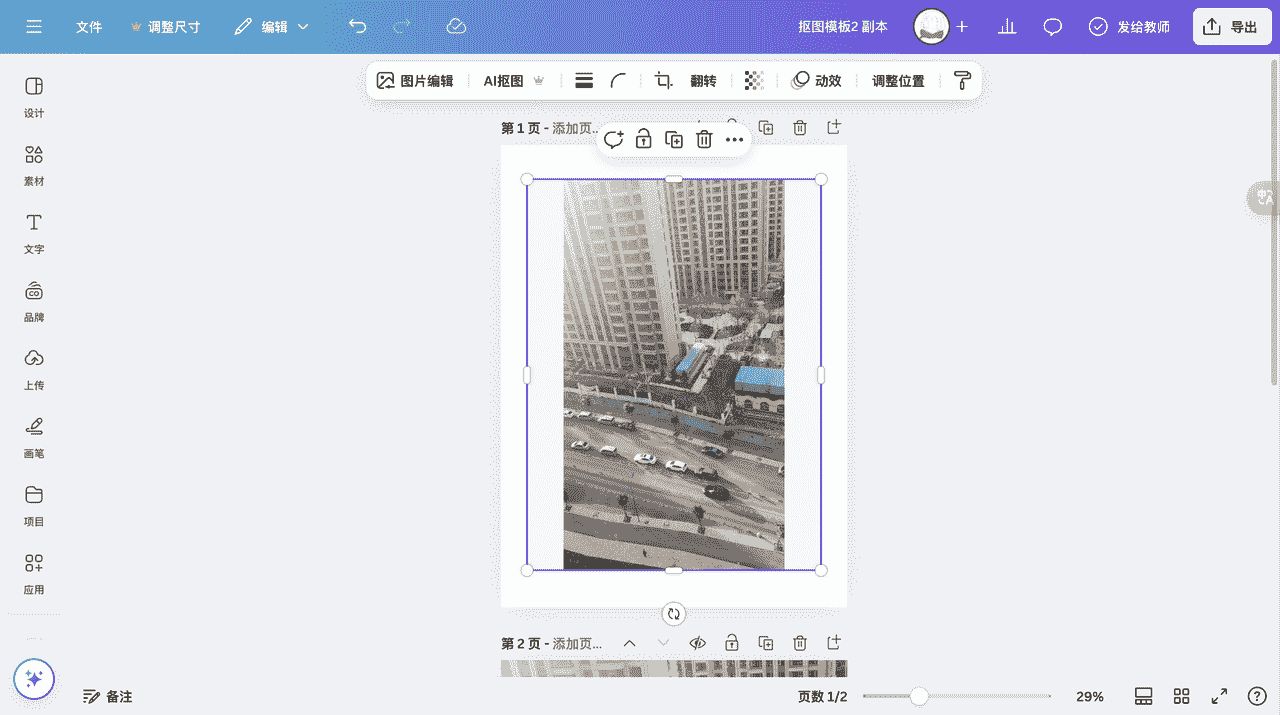 文件
调整尺寸
编辑
抠图模板2 副本
发给教师
导出
图片编辑
AI抠图
翻转
动效
调整位置
设计
素材
文字
品牌
上传
画笔
项目
应用
第 1 页 - 添加页...
第 2 页 - 添加页...
备注
页数 1/2
29%